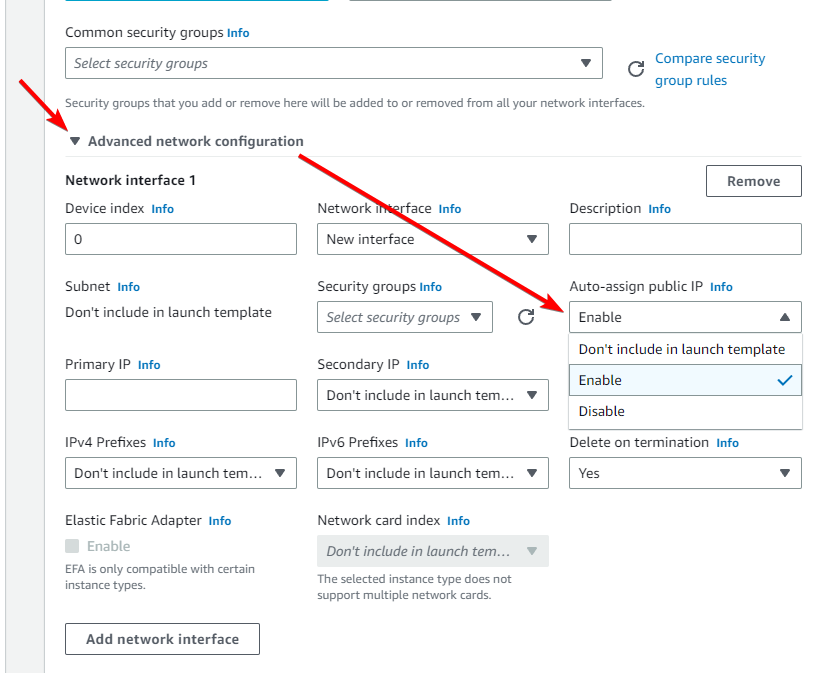 Common security groups Info
Select security groups
Compare security
group rules
Security groups that you add or remove here will be added to or removed from all your network interfaces.
Advanced network configuration
Network interface 1
Remove
Device index Info
Network interface Info
Description Info
0
New interface
Subnet Info
Security groups Info
Auto-assign public IP Info
Don't include in launch template
Select security groups
Enable
Don't include in launch template
Enable
Disable
Primary IP Info
Secondary IP Info
Don't include in launch tem...
IPv4 Prefixes Info
IPv6 Prefixes Info
Delete on termination Info
Don't include in launch tem...
Don't include in launch tem...
Yes
Elastic Fabric Adapter Info
Network card index Info
Enable
Don't include in launch tem...
EFA is only compatible with certain
instance types.
The selected instance type does not
support multiple network cards.
Add network interface